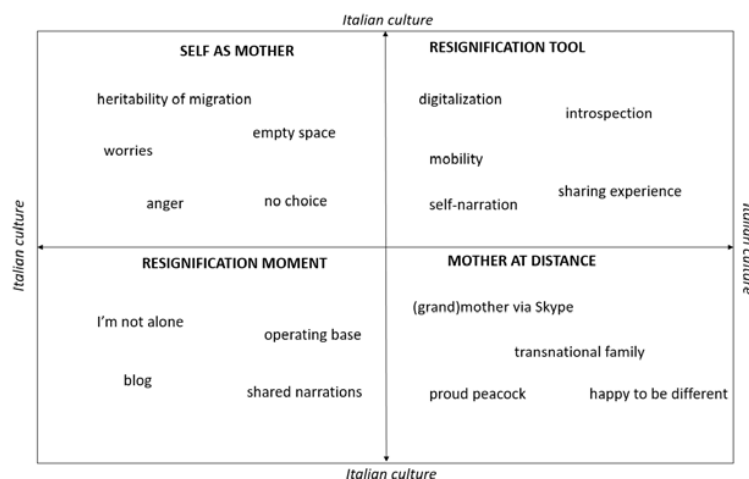 Italian culture
SELF AS MOTHER
heritability of migration
empty space
worries
anger
no choice
RESIGNIFICATION TOOL
digitalization
introspection
mobility
sharing experience
self-narration
Italian culture
Italian culture
RESIGNIFICATION MOMENT
I'm not alone
operating base
blog
shared narrations
MOTHER AT DISTANCE
(grand)mother via Skype
transnational family
proud peacock
happy to be different
Italian culture